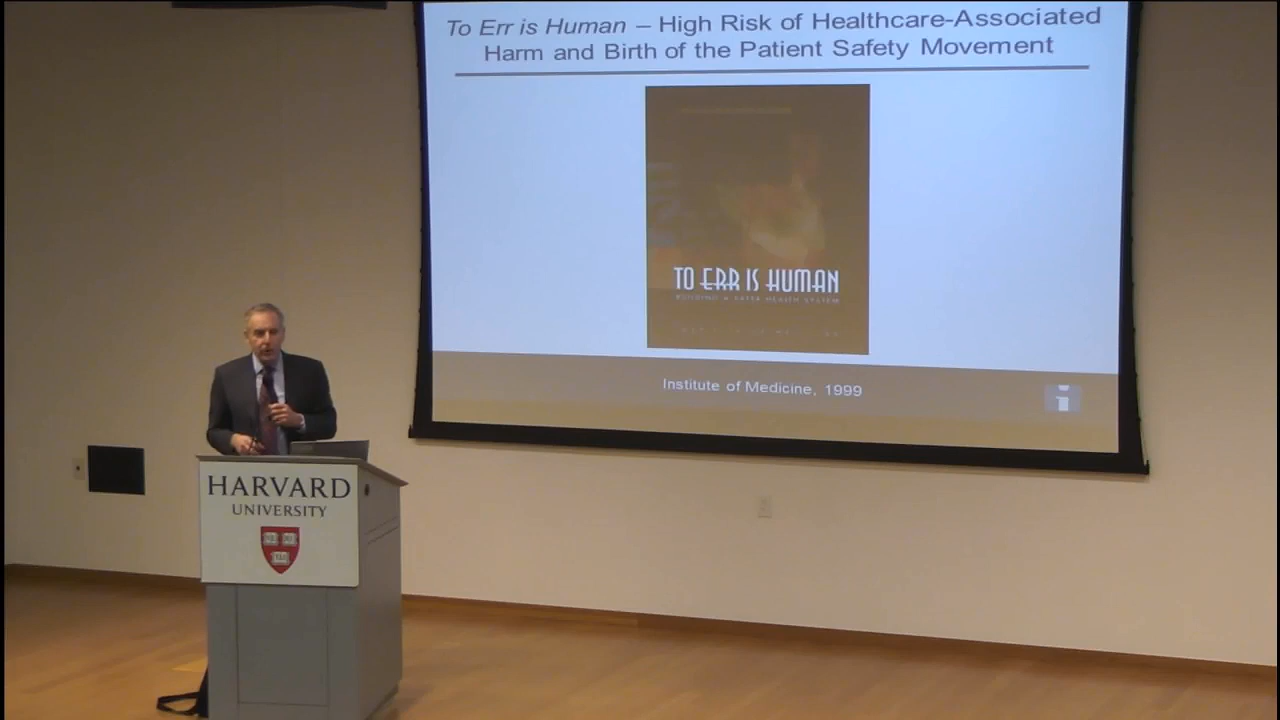 To Err is Human – High Risk of Healthcare-Associated
Harm and Birth of the Patient Safety Movement
TO ERR IS HUMAN
BUILDING A SAFER HEALTH SYSTEM
Institute of Medicine, 1999
HARVARD
UNIVERSITY